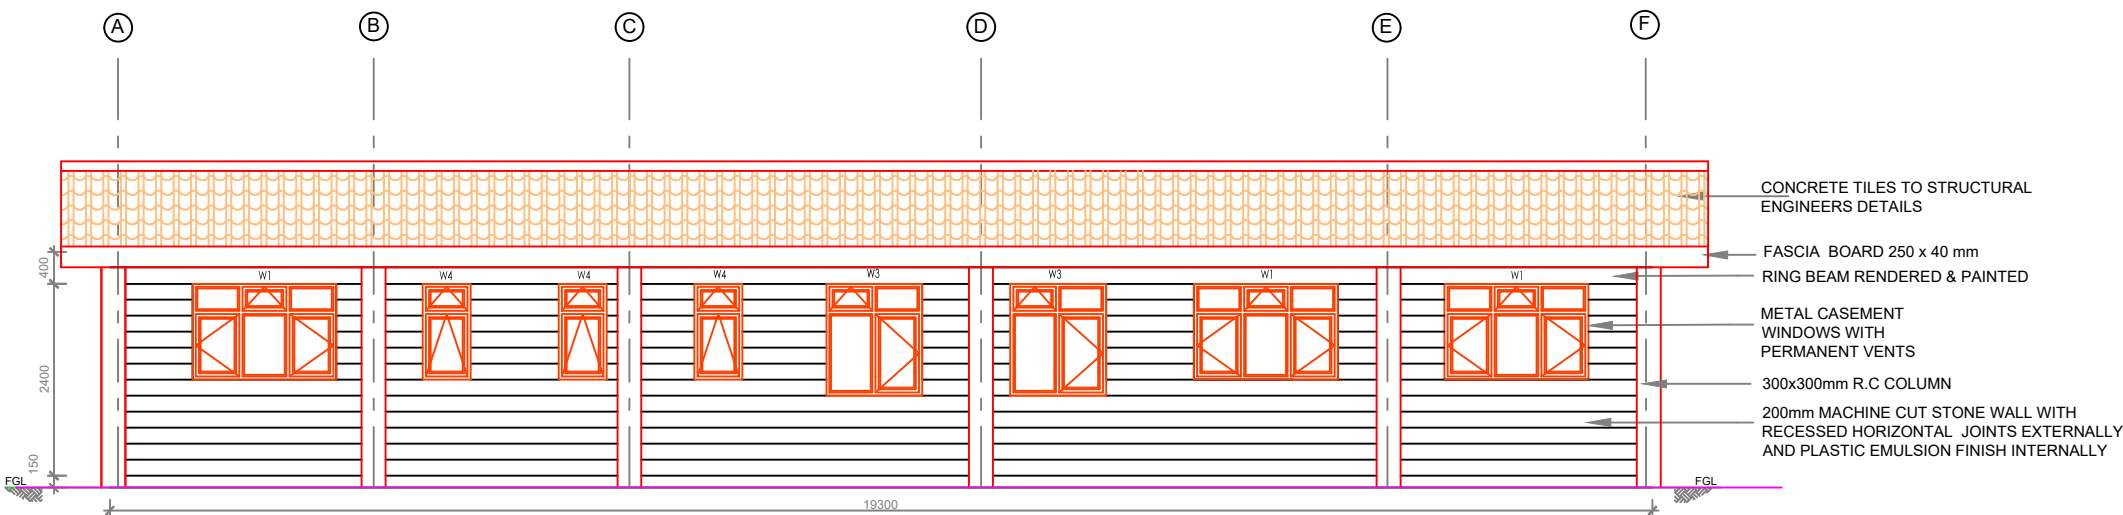 A
B
C
D
E
F
CONCRETE TILES TO STRUCTURAL
ENGINEERS DETAILS
FASCIA BOARD 250 x 40 mm
RING BEAM RENDERED & PAINTED
METAL CASEMENT
WINDOWS WITH
PERMANENT VENTS
300x300mm R.C COLUMN
200mm MACHINE CUT STONE WALL WITH
RECESSED HORIZONTAL JOINTS EXTERNALLY
AND PLASTIC EMULSION FINISH INTERNALLY
W1
W4
W4
W4
W3
W3
W1
W1
400
2400
150
FGL
FGL
19300